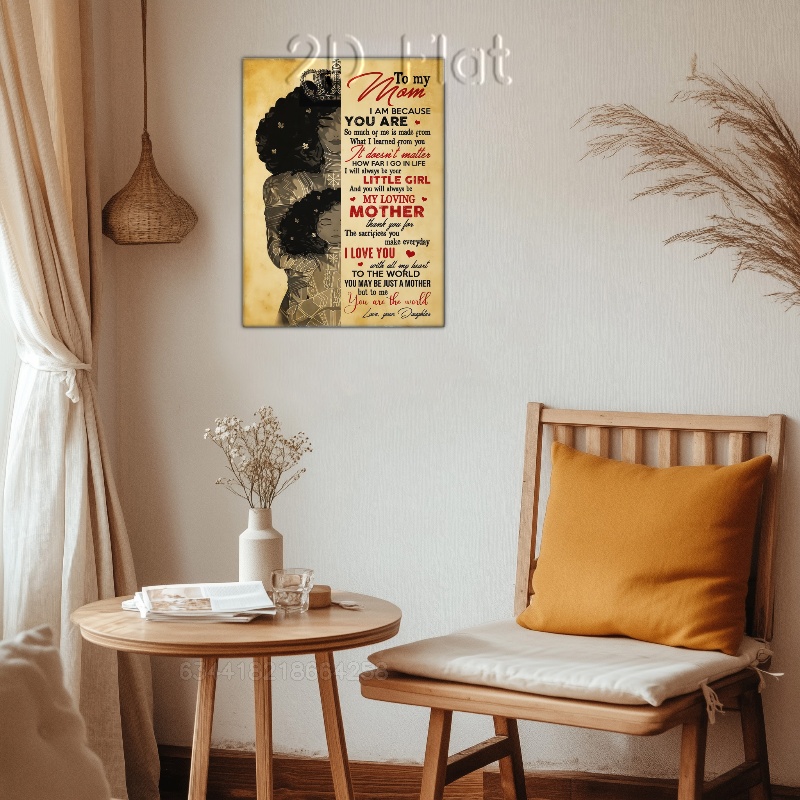 2D Flat
To my
Mom
I AM BECAUSE
YOU ARE
So much of me is made from
What I learned from you
It doesn't matter
HOW FAR I GO IN LIFE
I will always be your
LITTLE GIRL
And you will always be
MY LOVING
MOTHER
thank you for
The sacrifices you
make everyday
I LOVE YOU
with all my heart
TO THE WORLD
YOU MAY BE JUST A MOTHER
but to me
You are the world
Love, your Daughter